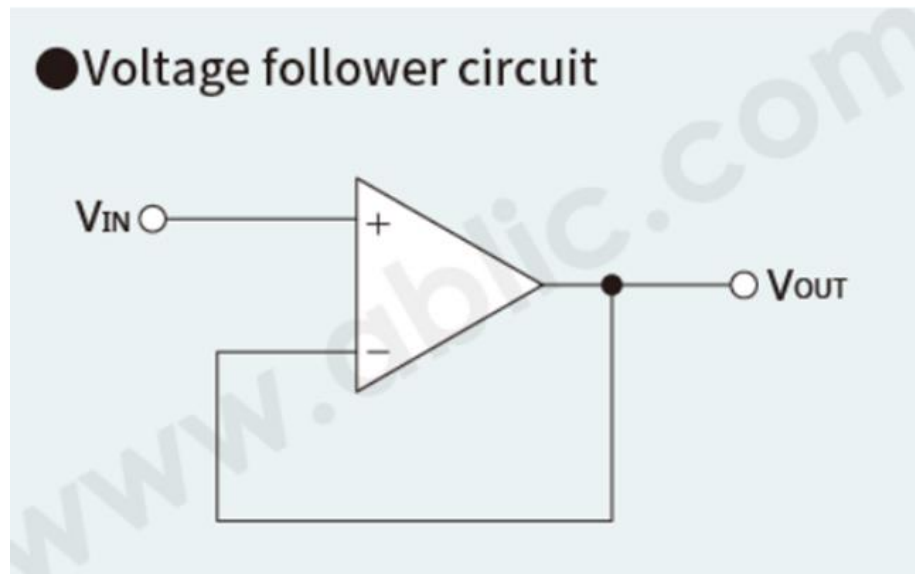 ●Voltage follower circuit
VIN
+
VOUT
−
www.ablic.com